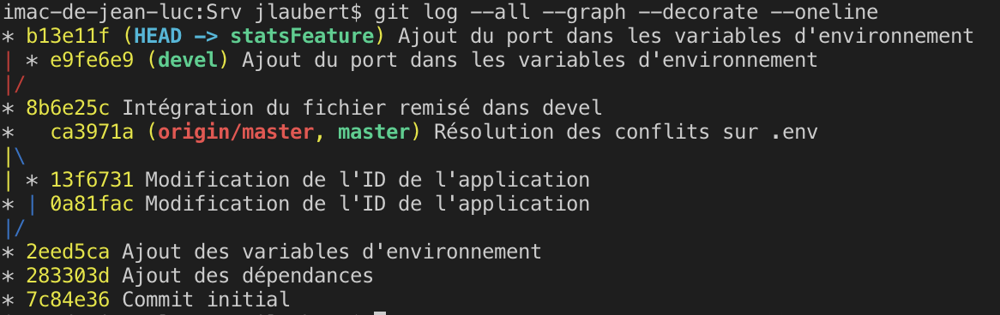 imac-de-jean-luc:Srv jlaubert$ git log --all --graph --decorate --oneline
* b13e11f (HEAD -> statsFeature) Ajout du port dans les variables d'environnement
| * e9fe6e9 (devel) Ajout du port dans les variables d'environnement
|/
* 8b6e25c Intégration du fichier remisé dans devel
*   ca3971a (origin/master, master) Résolution des conflits sur .env
|\
| * 13f6731 Modification de l'ID de l'application
* | 0a81fac Modification de l'ID de l'application
|/
* 2eed5ca Ajout des variables d'environnement
* 283303d Ajout des dépendances
* 7c84e36 Commit initial